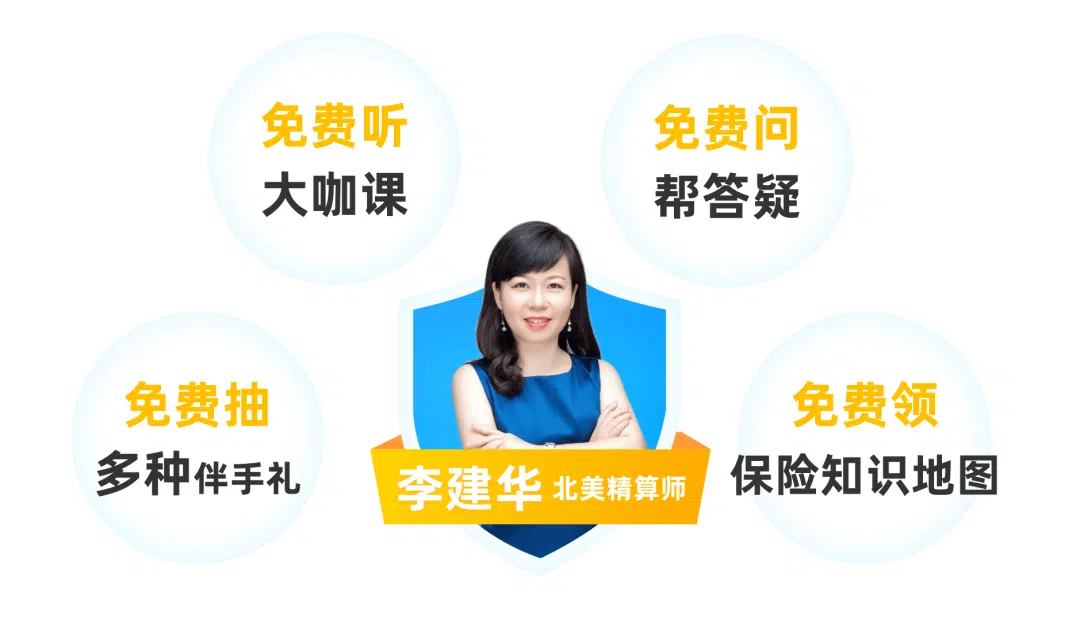 免费听
大咖课
免费问
帮答疑
免费抽
多种伴手礼
李建华 北美精算师
免费领
保险知识地图